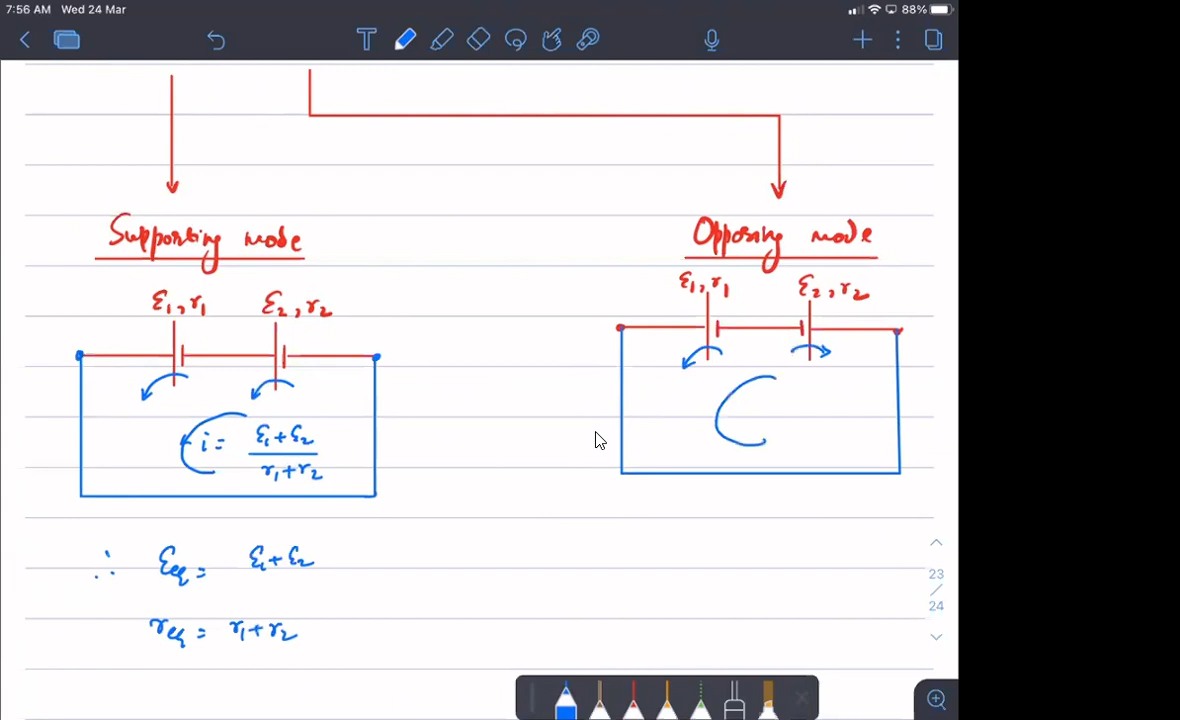 7:56 AM Wed 24 Mar
88%
Supporting mode
Opposing mode
ε₁, r₁
ε₂, r₂
ε₁, r₁
ε₂, r₂
i = ε₁+ε₂ / r₁+r₂
∴ εeq = ε₁+ε₂
req = r₁+r₂
23
/
24